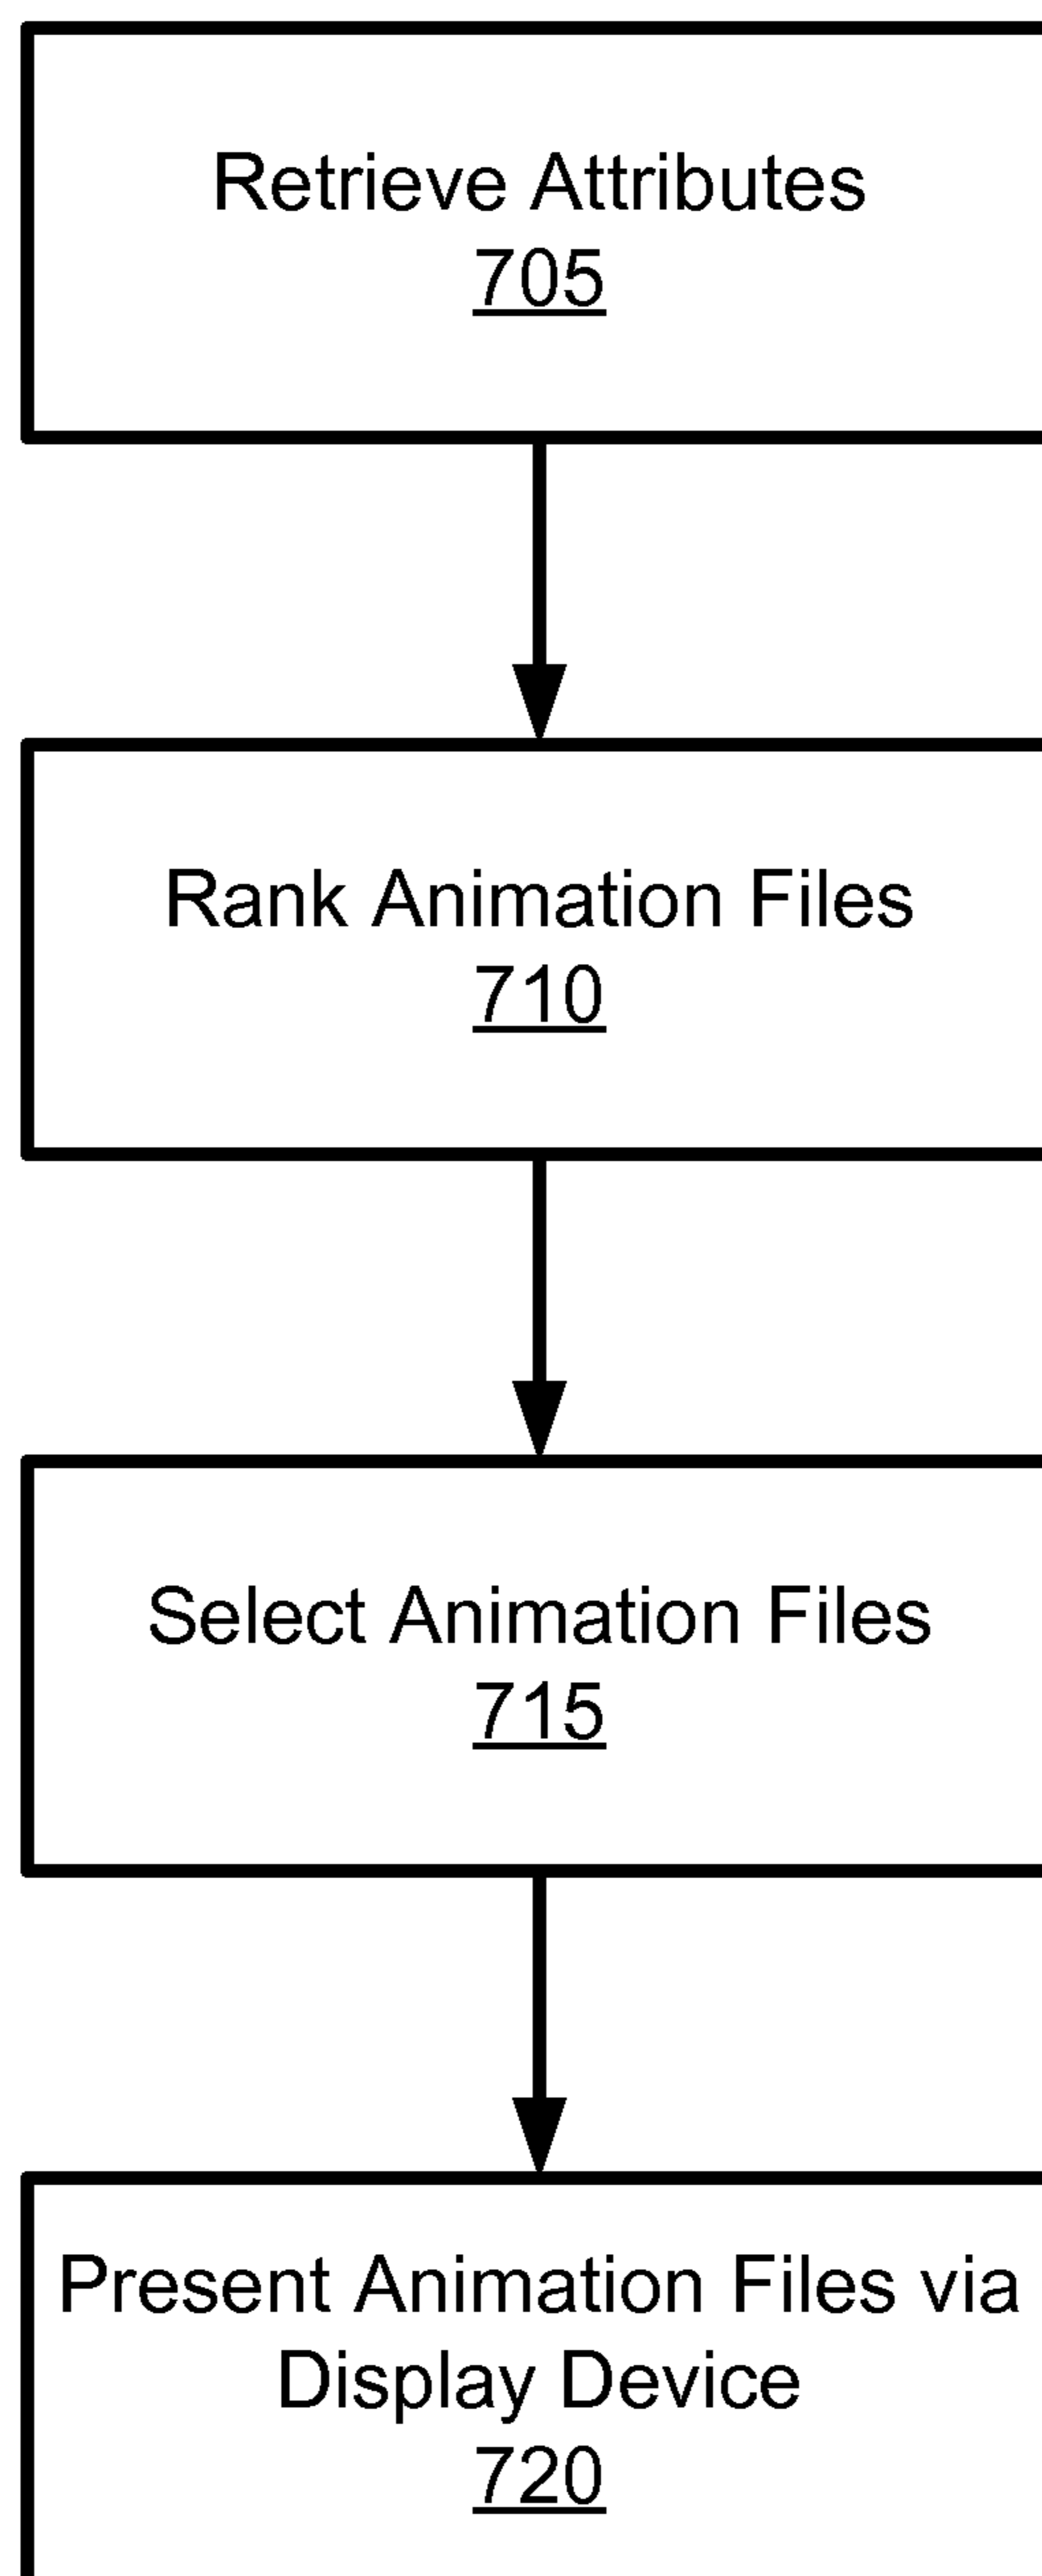 Retrieve Attributes
705
Rank Animation Files
710
Select Animation Files
715
Present Animation Files via
Display Device
720